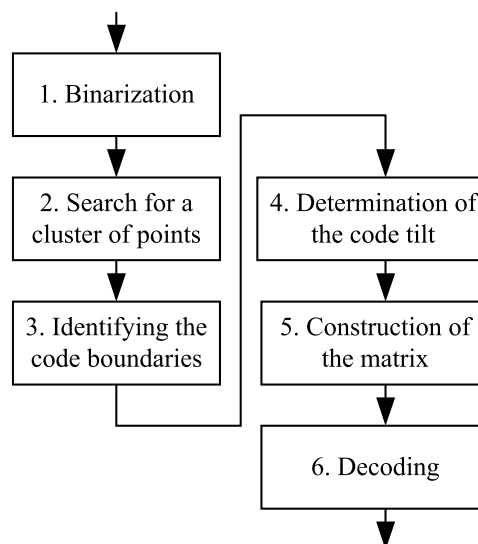 1. Binarization
2. Search for a
cluster of points
3. Identifying the
code boundaries
4. Determination of
the code tilt
5. Construction of
the matrix
6. Decoding